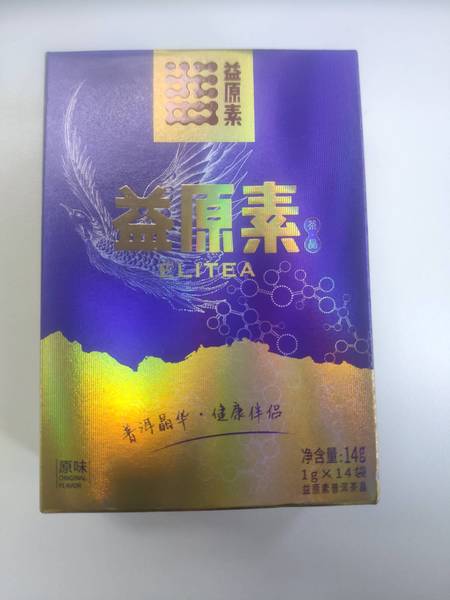 益原素
益原素
茶晶
ELITEA
普洱晶华·健康伴侣
原味
ORIGINAL
FLAVOR
净含量:14g
1g×14袋
益原素普洱茶晶